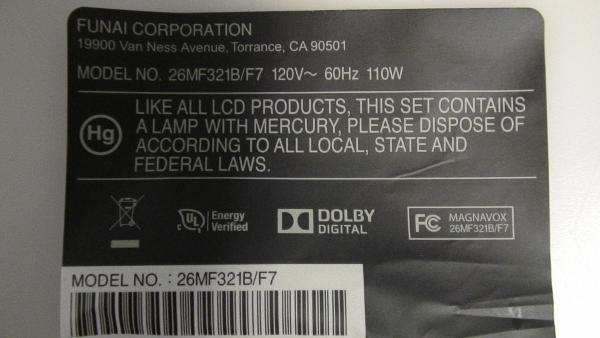 FUNAI CORPORATION
19900 Van Ness Avenue, Torrance, CA 90501
MODEL NO. 26MF321B/F7 120V～ 60Hz 110W
Hg
LIKE ALL LCD PRODUCTS, THIS SET CONTAINS
A LAMP WITH MERCURY, PLEASE DISPOSE OF
ACCORDING TO ALL LOCAL, STATE AND
FEDERAL LAWS.
c UL Energy
Verified
DOLBY
DIGITAL
FC MAGNAVOX
26MF321B/F7
MODEL NO. : 26MF321B/F7